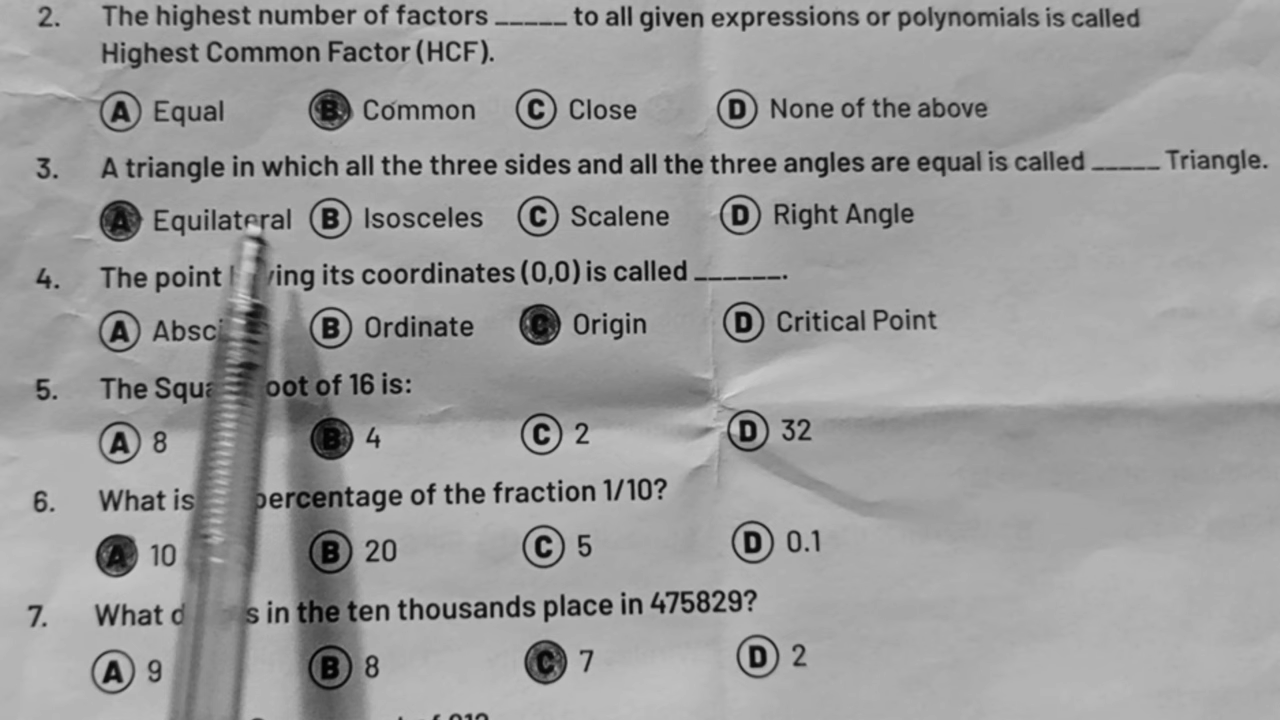 2. The highest number of factors _____ to all given expressions or polynomials is called
Highest Common Factor (HCF).
A Equal B Common C Close D None of the above
3. A triangle in which all the three sides and all the three angles are equal is called _____ Triangle.
A Equilateral B Isosceles C Scalene D Right Angle
4. The point its coordinates (0,0) is called ______.
A B Ordinate C Origin D Critical Point
5. The of 16 is:
A 8 B 4 C 2 D 32
6. What is percentage of the fraction 1/10?
A 10 B 20 C 5 D 0.1
7. What in the ten thousands place in 475829?
A 9 B 8 C 7 D 2